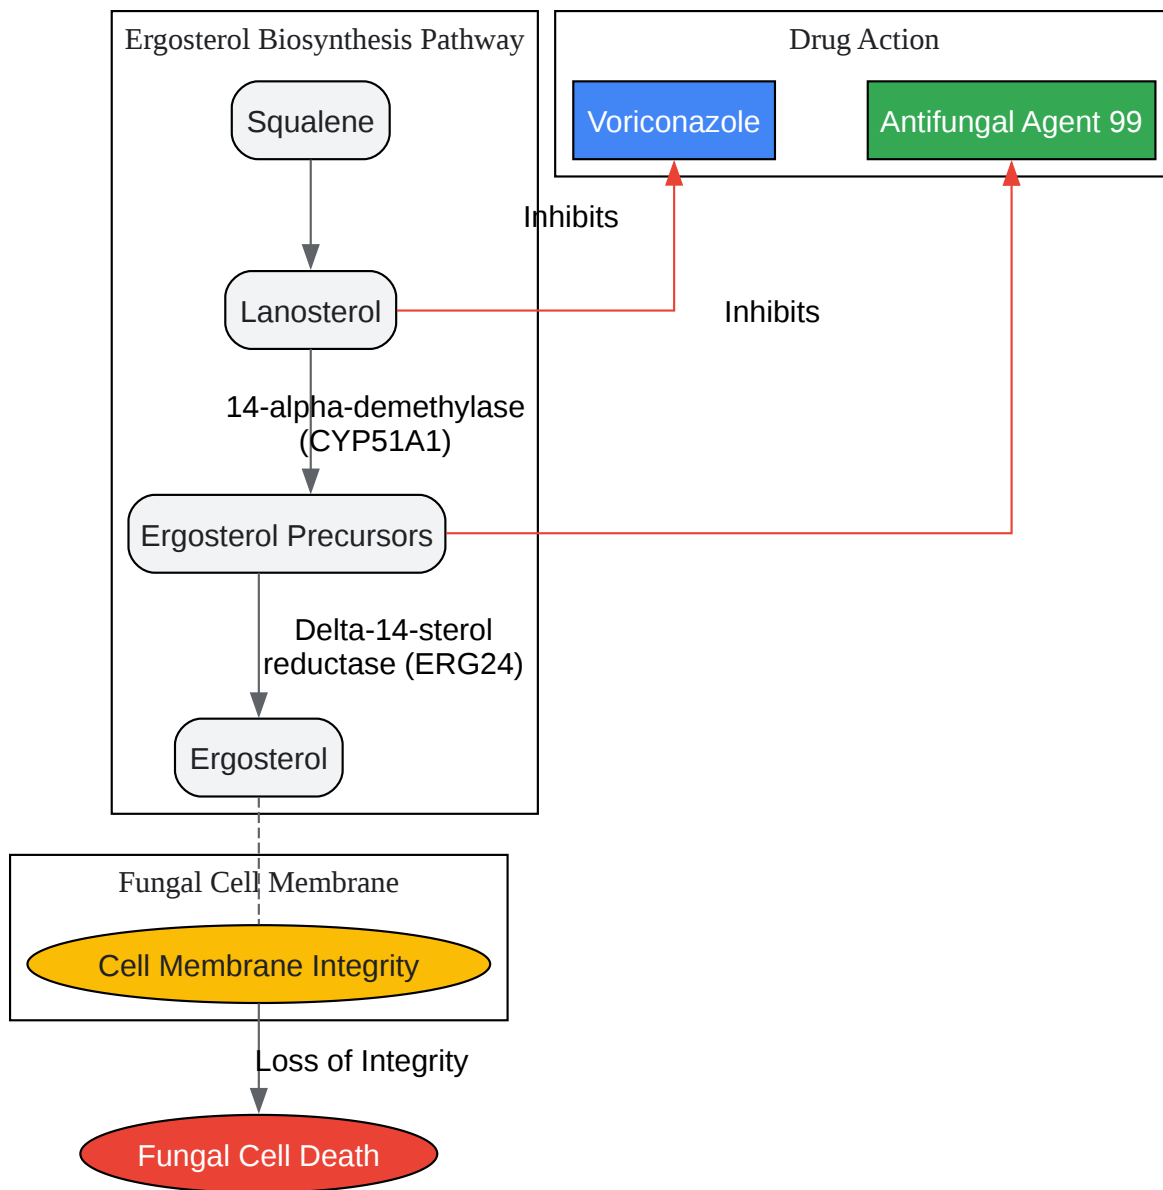 Ergosterol Biosynthesis Pathway
Drug Action
Squalene
Voriconazole
Antifungal Agent 99
Inhibits
Lanosterol
Inhibits
14-alpha-demethylase
(CYP51A1)
Ergosterol Precursors
Delta-14-sterol
reductase (ERG24)
Ergosterol
Fungal Cell Membrane
Cell Membrane Integrity
Loss of Integrity
Fungal Cell Death